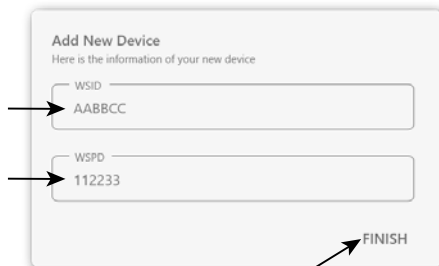 Add New Device
Here is the information of your new device
WSID
AABBCC
WSPD
112233
FINISH